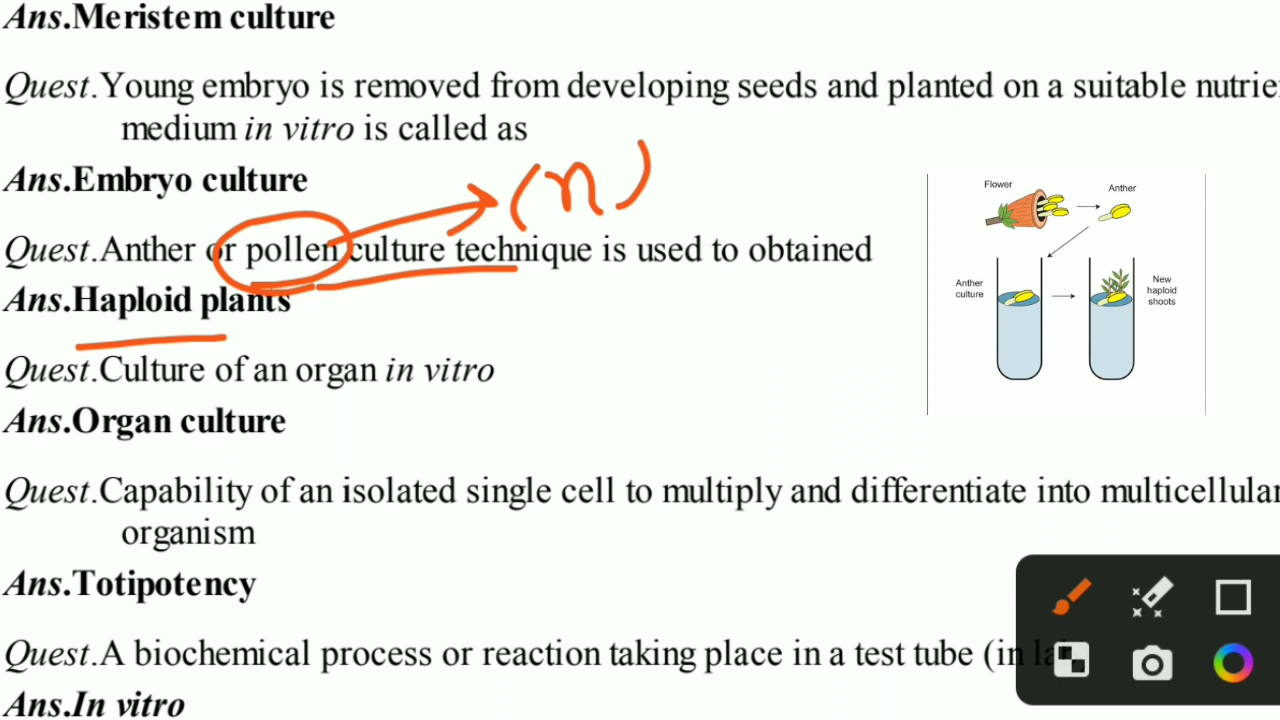 Ans.Meristem culture
Quest.Young embryo is removed from developing seeds and planted on a suitable nutrie
medium in vitro is called as
Ans.Embryo culture
(n)
Quest.Anther or pollen culture technique is used to obtained
Ans.Haploid plants
Flower
Anther
Anther
culture
New
haploid
shoots
Quest.Culture of an organ in vitro
Ans.Organ culture
Quest.Capability of an isolated single cell to multiply and differentiate into multicellular
organism
Ans.Totipotency
Quest.A biochemical process or reaction taking place in a test tube (in
Ans.In vitro